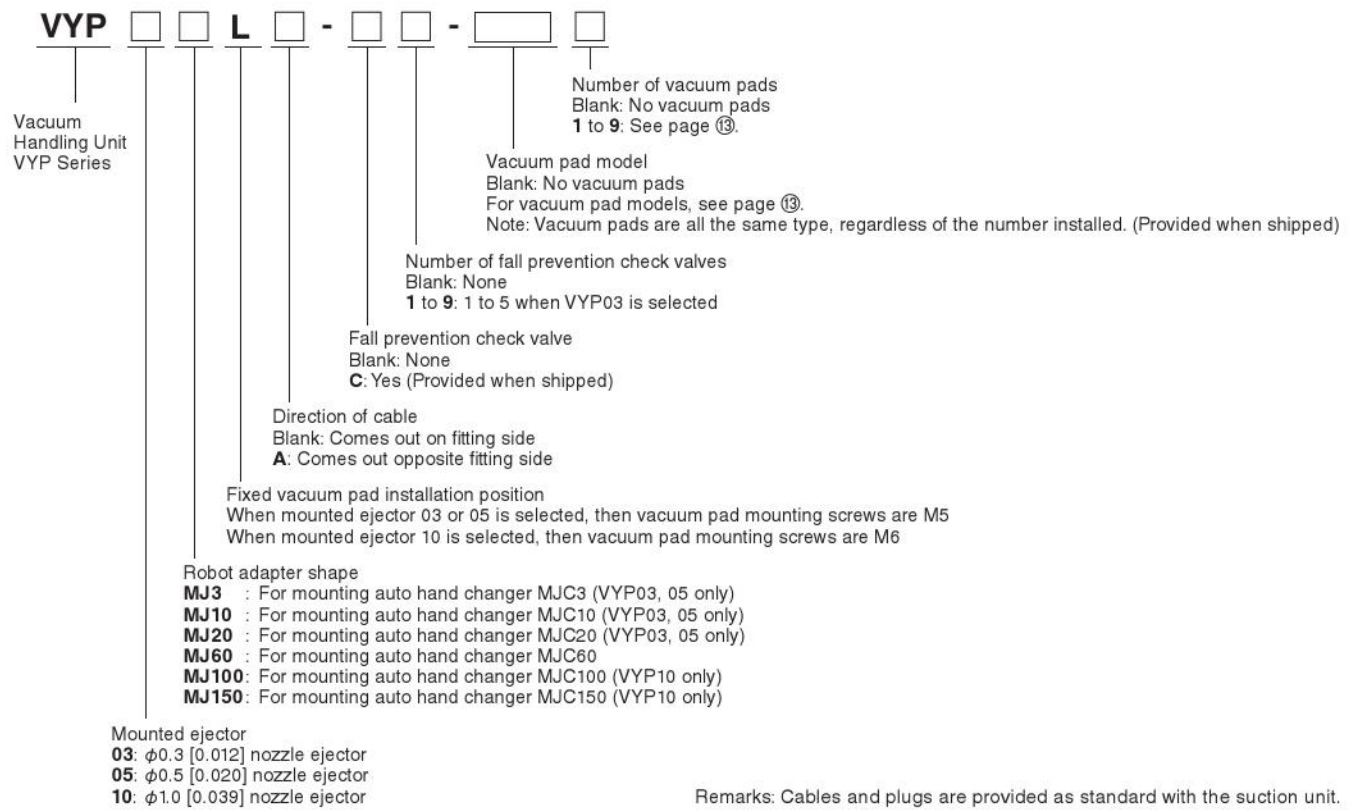 VYP □ □ L □ - □ □ - □ □
Number of vacuum pads
Blank: No vacuum pads
1 to 9: See page ⑬.
Vacuum
Handling Unit
VYP Series
Vacuum pad model
Blank: No vacuum pads
For vacuum pad models, see page ⑬.
Note: Vacuum pads are all the same type, regardless of the number installed. (Provided when shipped)
Number of fall prevention check valves
Blank: None
1 to 9: 1 to 5 when VYP03 is selected
Fall prevention check valve
Blank: None
C: Yes (Provided when shipped)
Direction of cable
Blank: Comes out on fitting side
A: Comes out opposite fitting side
Fixed vacuum pad installation position
When mounted ejector 03 or 05 is selected, then vacuum pad mounting screws are M5
When mounted ejector 10 is selected, then vacuum pad mounting screws are M6
Robot adapter shape
MJ3 : For mounting auto hand changer MJC3 (VYP03, 05 only)
MJ10 : For mounting auto hand changer MJC10 (VYP03, 05 only)
MJ20 : For mounting auto hand changer MJC20 (VYP03, 05 only)
MJ60 : For mounting auto hand changer MJC60
MJ100: For mounting auto hand changer MJC100 (VYP10 only)
MJ150: For mounting auto hand changer MJC150 (VYP10 only)
Mounted ejector
03: φ0.3 [0.012] nozzle ejector
05: φ0.5 [0.020] nozzle ejector
10: φ1.0 [0.039] nozzle ejector
Remarks: Cables and plugs are provided as standard with the suction unit.